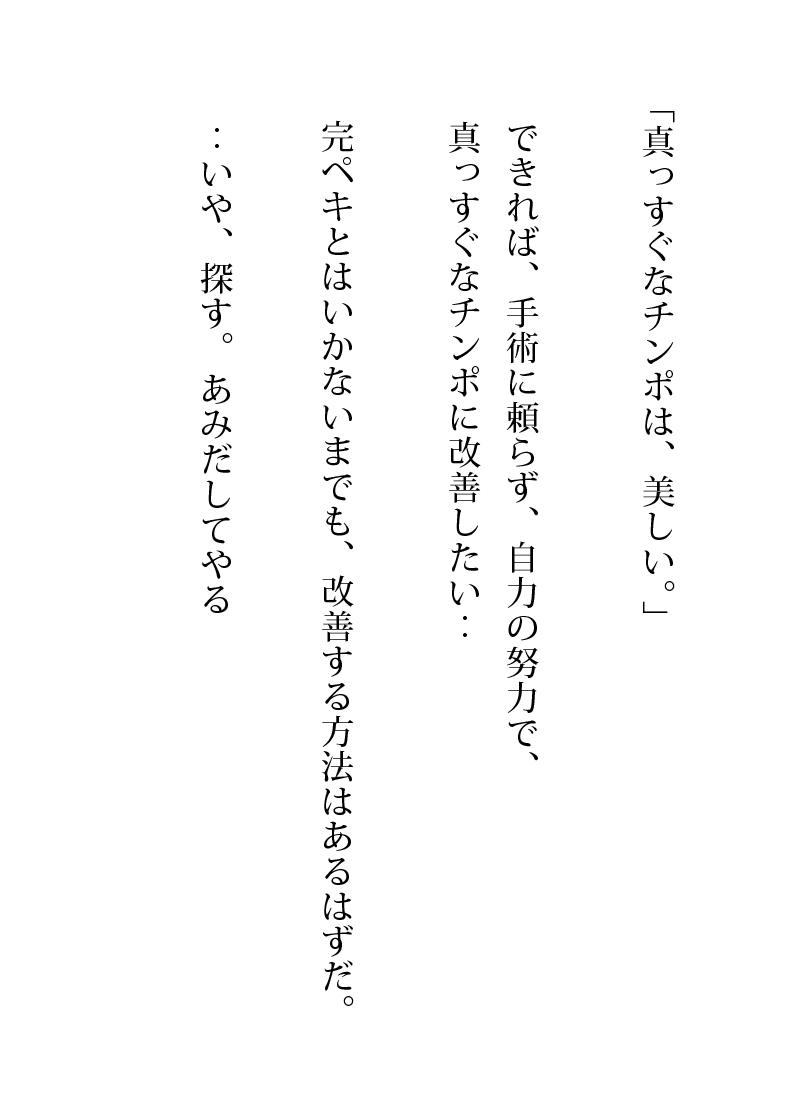 「真っすぐなチンポは、美しい。」
できれば、手術に頼らず、自力の努力で、
真っすぐなチンポに改善したい‥
完ペキとはいかないまでも、改善する方法はあるはずだ。
‥いや、探す。あみだしてやる